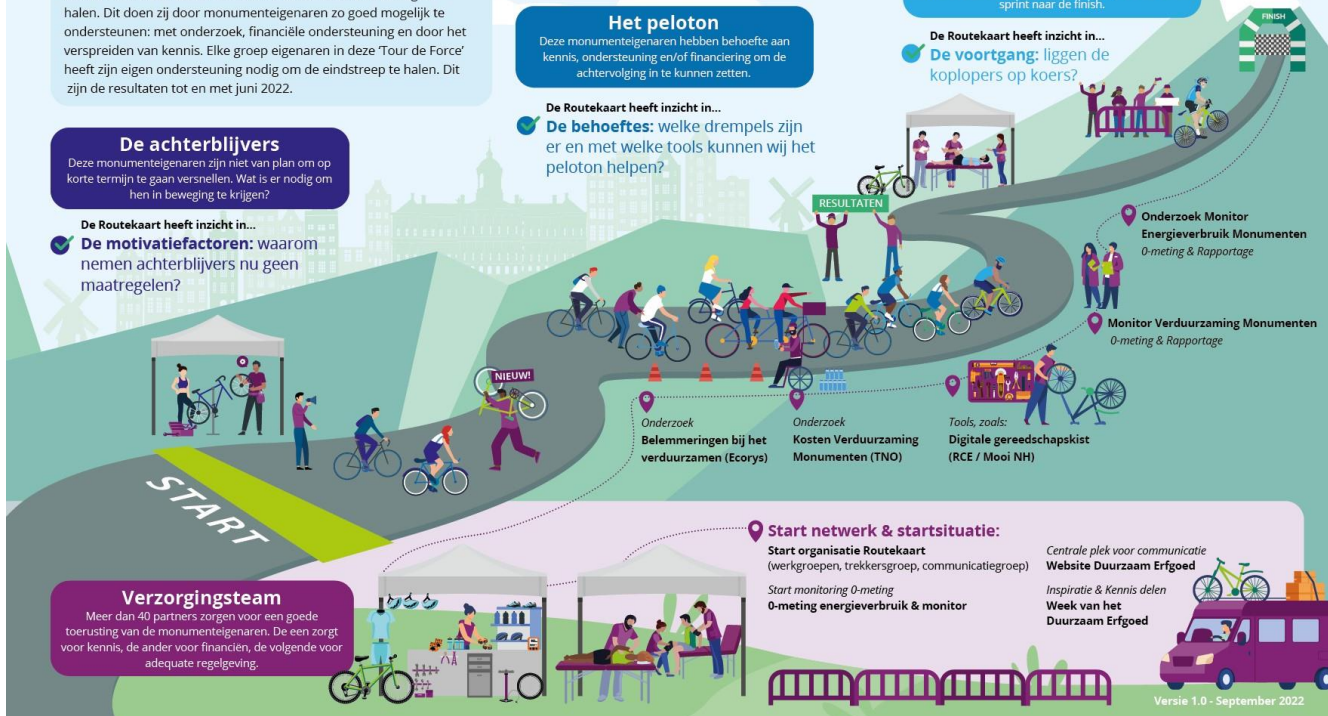 halen. Dit doen zij door monumenteigenaren zo goed mogelijk te
ondersteunen: met onderzoek, financiële ondersteuning en door het
verspreiden van kennis. Elke groep eigenaren in deze ‘Tour de Force’
heeft zijn eigen ondersteuning nodig om de eindstreep te halen. Dit
zijn de resultaten tot en met juni 2022.
De achterblijvers
Deze monumenteigenaren zijn niet van plan om op
korte termijn te gaan versnellen. Wat is er nodig om
hen in beweging te krijgen?
De Routekaart heeft inzicht in...
De motivatiefactoren: waarom
nemen achterblijvers nu geen
maatregelen?
Het peloton
Deze monumenteigenaren hebben behoefte aan
kennis, ondersteuning en/of financiering om de
achtervolging in te kunnen zetten.
De Routekaart heeft inzicht in...
De behoeftes: welke drempels zijn
er en met welke tools kunnen wij het
peloton helpen?
sprint naar de finish.
De Routekaart heeft inzicht in...
De voortgang: liggen de
koplopers op koers?
FINISH
RESULTATEN
Onderzoek Monitor
Energieverbruik Monumenten
0-meting & Rapportage
Monitor Verduurzaming Monumenten
0-meting & Rapportage
NIEUW!
Onderzoek
Belemmeringen bij het
verduurzamen (Ecorys)
Onderzoek
Kosten Verduurzaming
Monumenten (TNO)
Tools, zoals:
Digitale gereedschapskist
(RCE / Mooi NH)
START
Start netwerk & startsituatie:
Start organisatie Routekaart
(werkgroepen, trekkersgroep, communicatiegroep)
Start monitoring 0-meting
0-meting energieverbruik & monitor
Centrale plek voor communicatie
Website Duurzaam Erfgoed
Inspiratie & Kennis delen
Week van het
Duurzaam Erfgoed
Verzorgingsteam
Meer dan 40 partners zorgen voor een goede
toerusting van de monumenteigenaren. De een zorgt
voor kennis, de ander voor financiën, de volgende voor
adequate regelgeving.
Versie 1.0 - September 2022